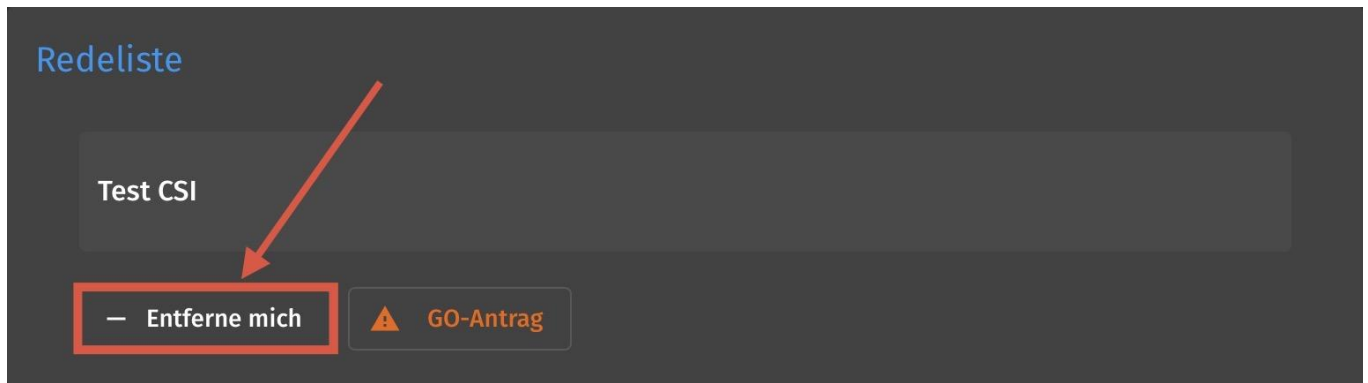 Redeliste
Test CSI
– Entferne mich
GO-Antrag